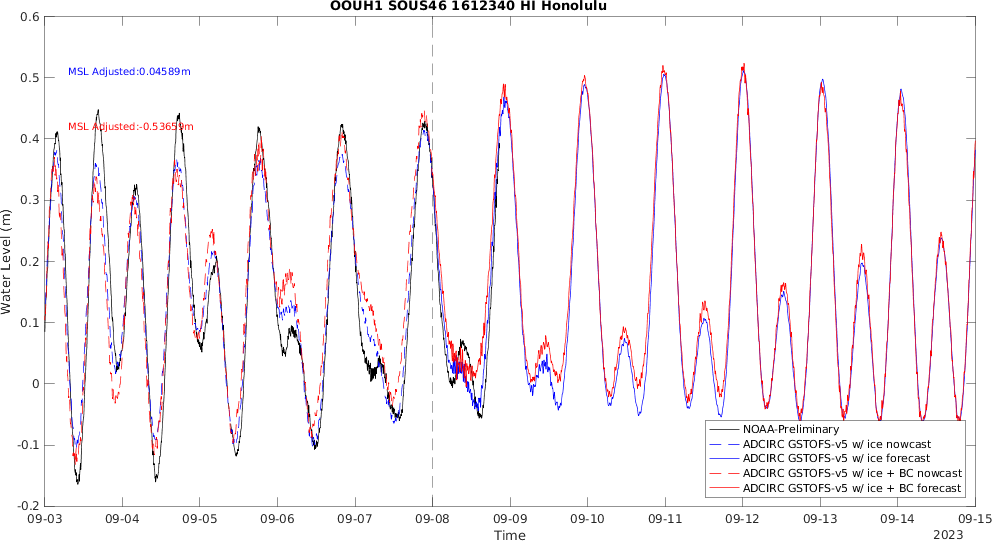 OOUH1 SOUS46 1612340 HI Honolulu
0.6
0.5
0.4
0.3
0.2
0.1
0
-0.1
-0.2
Water Level (m)
MSL Adjusted:0.04589m
MSL Adjusted:-0.53659m
NOAA-Preliminary
ADCIRC GSTOFS-v5 w/ ice nowcast
ADCIRC GSTOFS-v5 w/ ice forecast
ADCIRC GSTOFS-v5 w/ ice + BC nowcast
ADCIRC GSTOFS-v5 w/ ice + BC forecast
09-03 09-04 09-05 09-06 09-07 09-08 09-09 09-10 09-11 09-12 09-13 09-14 09-15
Time
2023